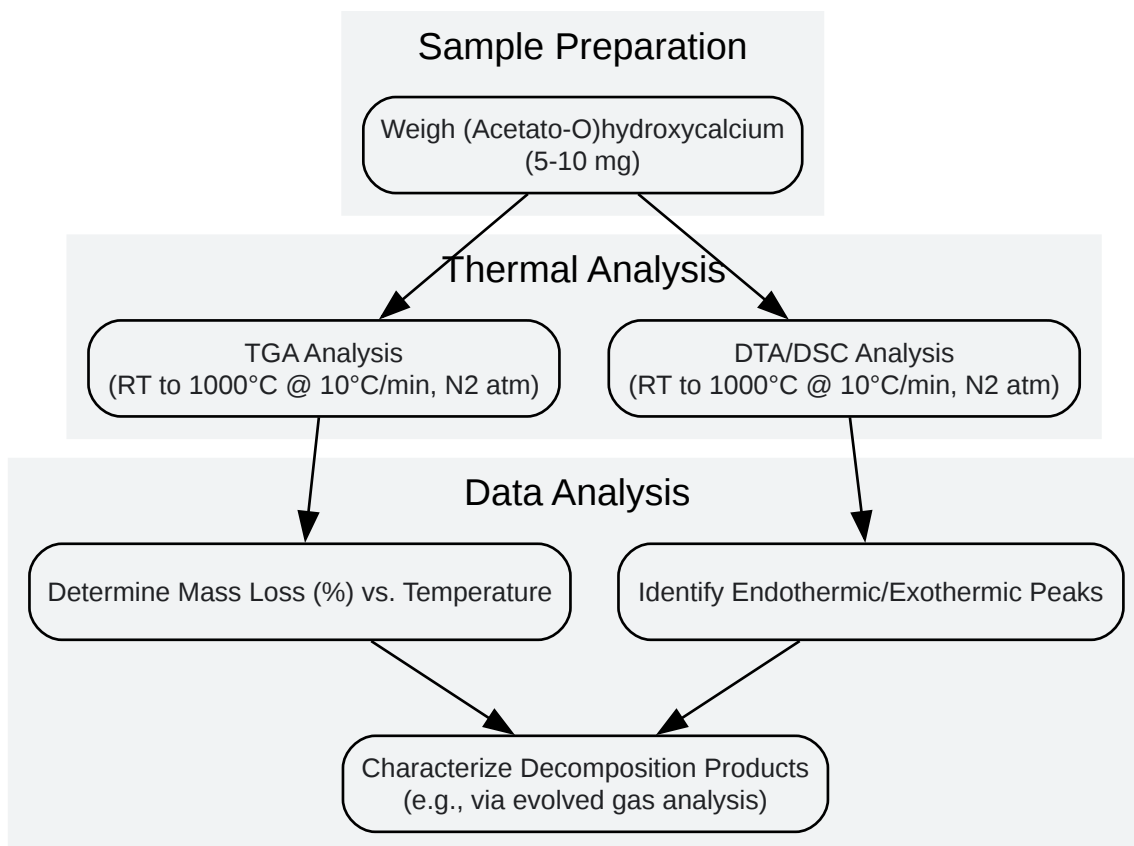 Sample Preparation
Weigh (Acetato-O)hydroxycalcium
(5-10 mg)
Thermal Analysis
TGA Analysis
(RT to 1000°C @ 10°C/min, N2 atm)
DTA/DSC Analysis
(RT to 1000°C @ 10°C/min, N2 atm)
Data Analysis
Determine Mass Loss (%) vs. Temperature
Identify Endothermic/Exothermic Peaks
Characterize Decomposition Products
(e.g., via evolved gas analysis)